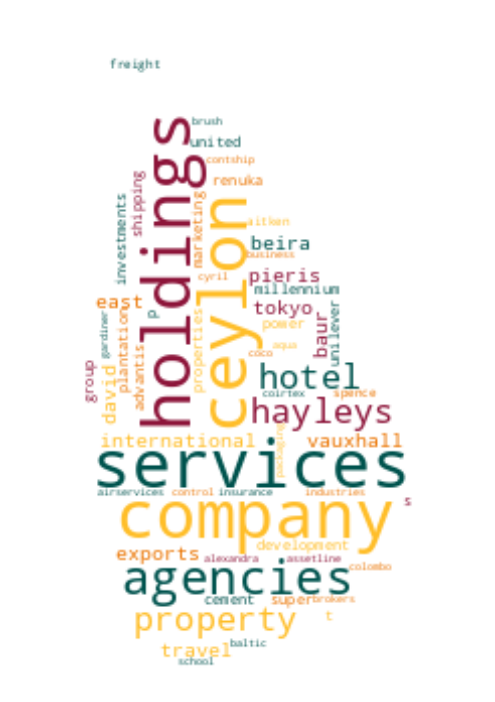 freight
brush
united
contship
renuka
shipping
holdings
marketing
investments
ceylon
aitken
beira
business
cyril
pieris
millennium
east
tokyo
p
power
baur
unilever
gardiner
plantation
properties
advantis
aqua
coco
group
david
hotel
coirtex
spence
hayleys
international
packaging
vauxhall
services
airservices
control
insurance
industries
s
company
development
exports
alexandra
assetline
colombo
agencies
cement
super
brokers
property
t
travel
baltic
school